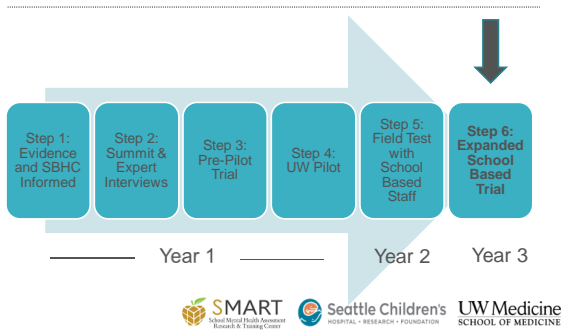 Step 1:
Evidence
and SBHC
Informed
Step 2:
Summit &
Expert
Interviews
Step 3:
Pre-Pilot
Trial
Step 4:
UW Pilot
Step 5:
Field Test
with
School
Based
Staff
Step 6:
Expanded
School
Based
Trial
Year 1
Year 2
Year 3
SMART
School Mental Health Assessment
Research & Training Center
Seattle Children's
HOSPITAL • RESEARCH • FOUNDATION
UW Medicine
SCHOOL OF MEDICINE